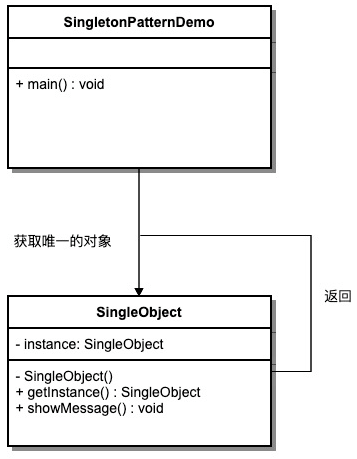 SingletonPatternDemo
+ main() : void
获取唯一的对象
返回
SingleObject
- instance: SingleObject
- SingleObject()
+ getInstance() : SingleObject
+ showMessage() : void